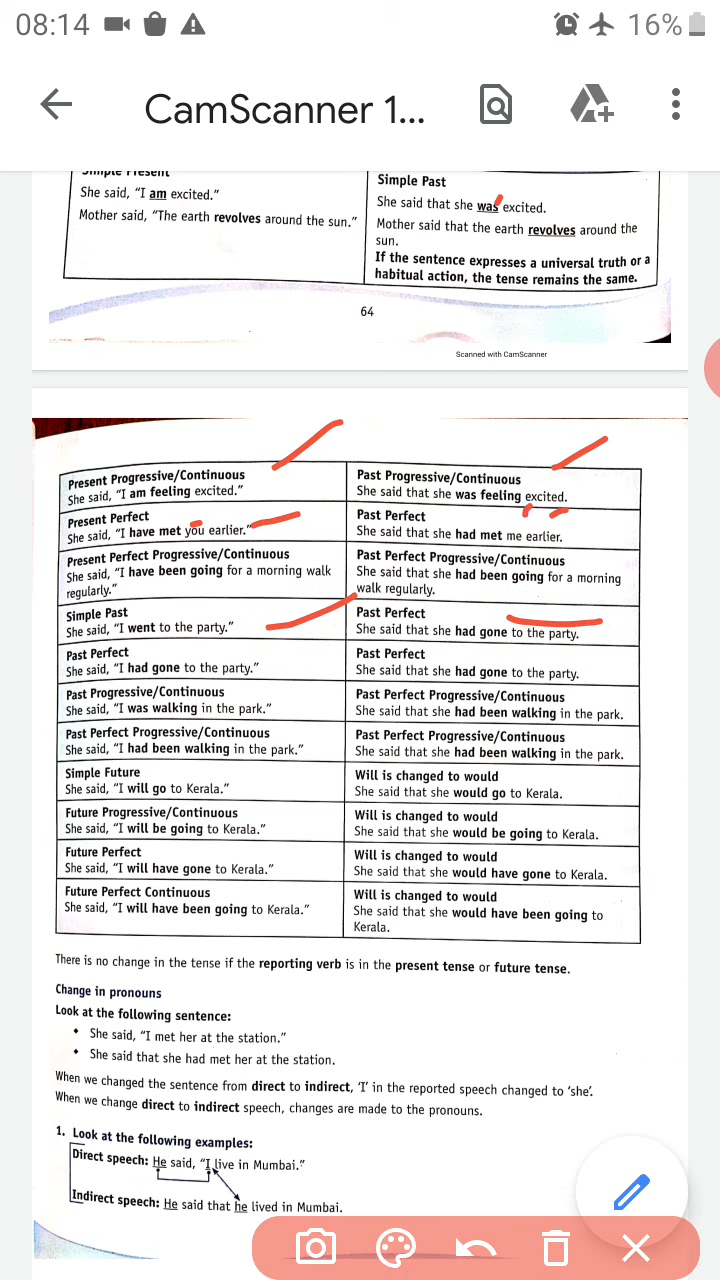 08:14
16%
CamScanner 1...
Simple Present
Simple Past
She said, “I am excited.”
She said that she was excited.
Mother said, “The earth revolves around the sun.”
Mother said that the earth revolves around the
sun.
If the sentence expresses a universal truth or a
habitual action, the tense remains the same.
64
Scanned with CamScanner
Present Progressive/Continuous
She said, “I am feeling excited.”
Past Progressive/Continuous
She said that she was feeling excited.
Present Perfect
She said, “I have met you earlier.”
Past Perfect
She said that she had met me earlier.
Present Perfect Progressive/Continuous
She said, “I have been going for a morning walk
regularly.”
Past Perfect Progressive/Continuous
She said that she had been going for a morning
walk regularly.
Simple Past
She said, “I went to the party.”
Past Perfect
She said that she had gone to the party.
Past Perfect
She said, “I had gone to the party.”
Past Perfect
She said that she had gone to the party.
Past Progressive/Continuous
She said, “I was walking in the park.”
Past Perfect Progressive/Continuous
She said that she had been walking in the park.
Past Perfect Progressive/Continuous
She said, “I had been walking in the park.”
Past Perfect Progressive/Continuous
She said that she had been walking in the park.
Simple Future
She said, “I will go to Kerala.”
Will is changed to would
She said that she would go to Kerala.
Future Progressive/Continuous
She said, “I will be going to Kerala.”
Will is changed to would
She said that she would be going to Kerala.
Future Perfect
She said, “I will have gone to Kerala.”
Will is changed to would
She said that she would have gone to Kerala.
Future Perfect Continuous
She said, “I will have been going to Kerala.”
Will is changed to would
She said that she would have been going to
Kerala.
There is no change in the tense if the reporting verb is in the present tense or future tense.
Change in pronouns
Look at the following sentence:
• She said, “I met her at the station.”
• She said that she had met her at the station.
When we changed the sentence from direct to indirect, ‘I’ in the reported speech changed to ‘she’.
When we change direct to indirect speech, changes are made to the pronouns.
1. Look at the following examples:
Direct speech: He said, “I live in Mumbai.”
Indirect speech: He said that he lived in Mumbai.